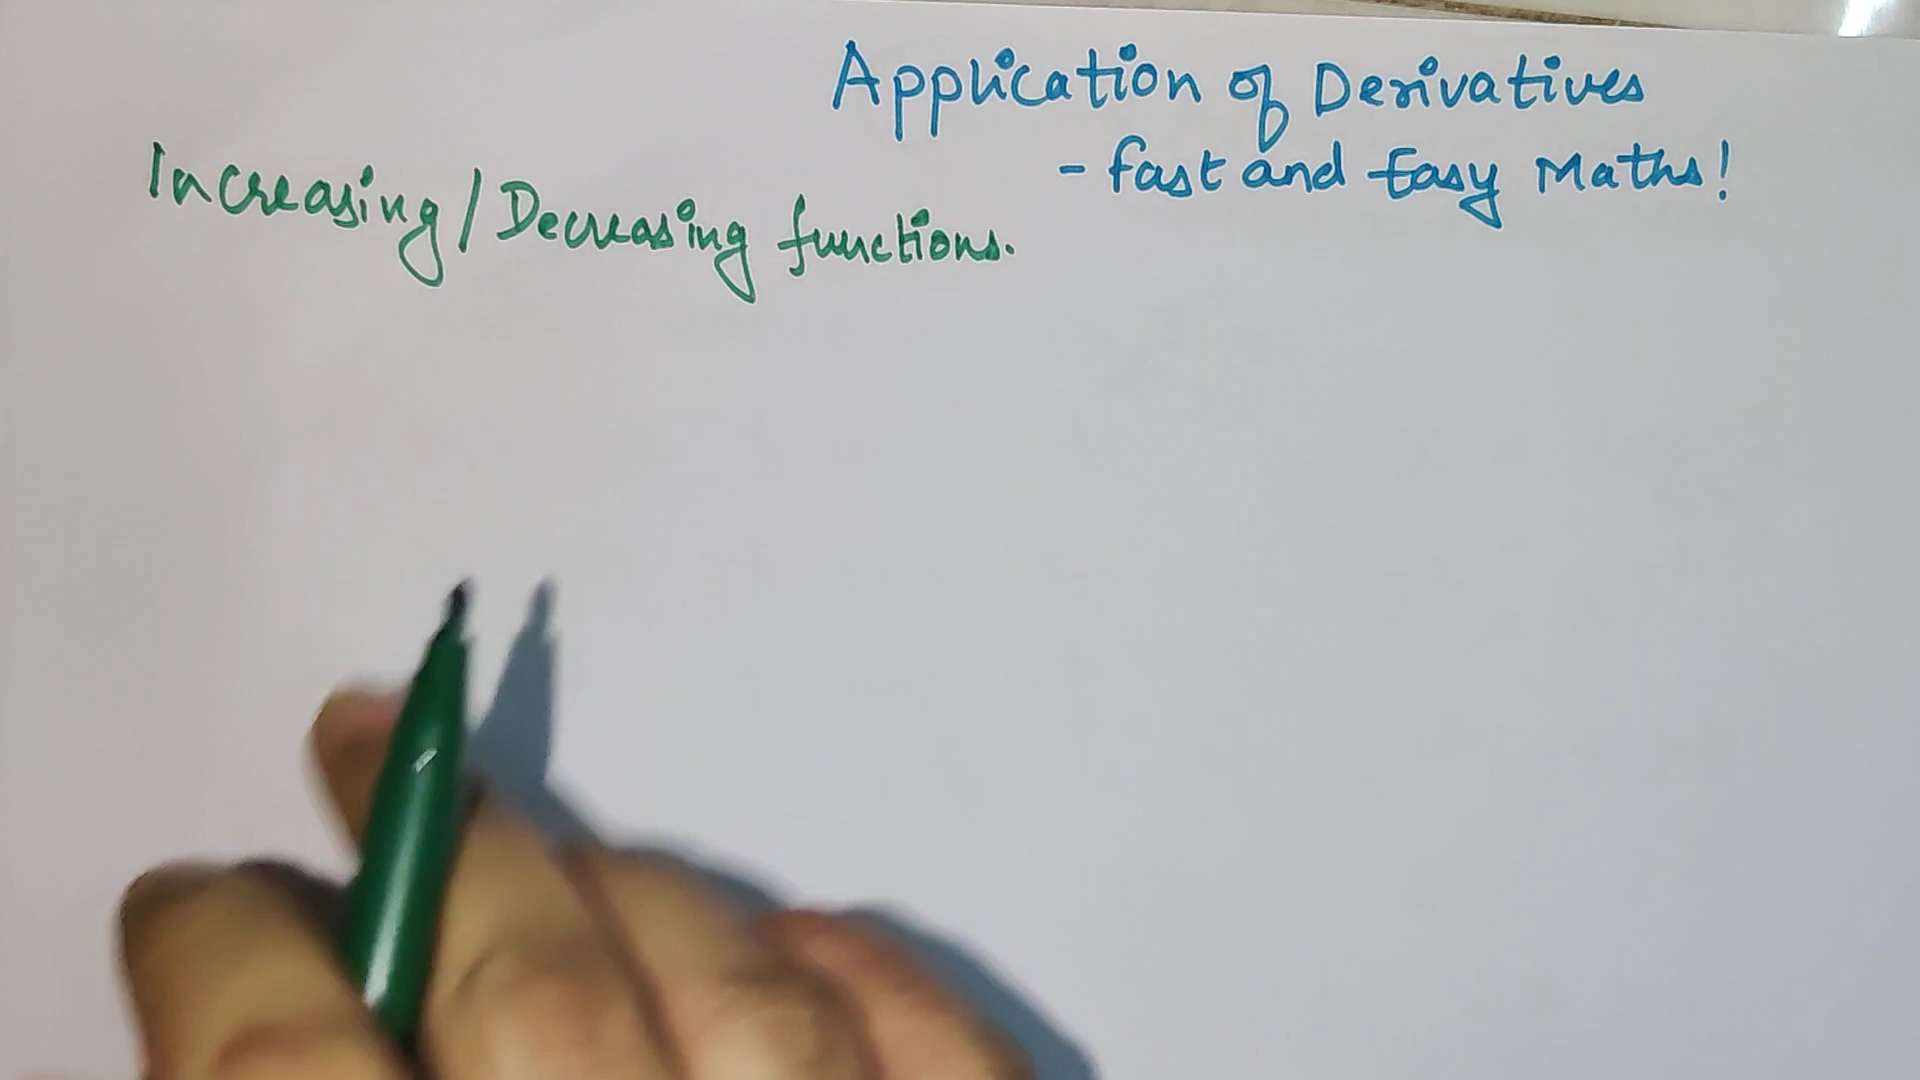 Application of Derivatives
- fast and Easy Maths!
Increasing/Decreasing functions.